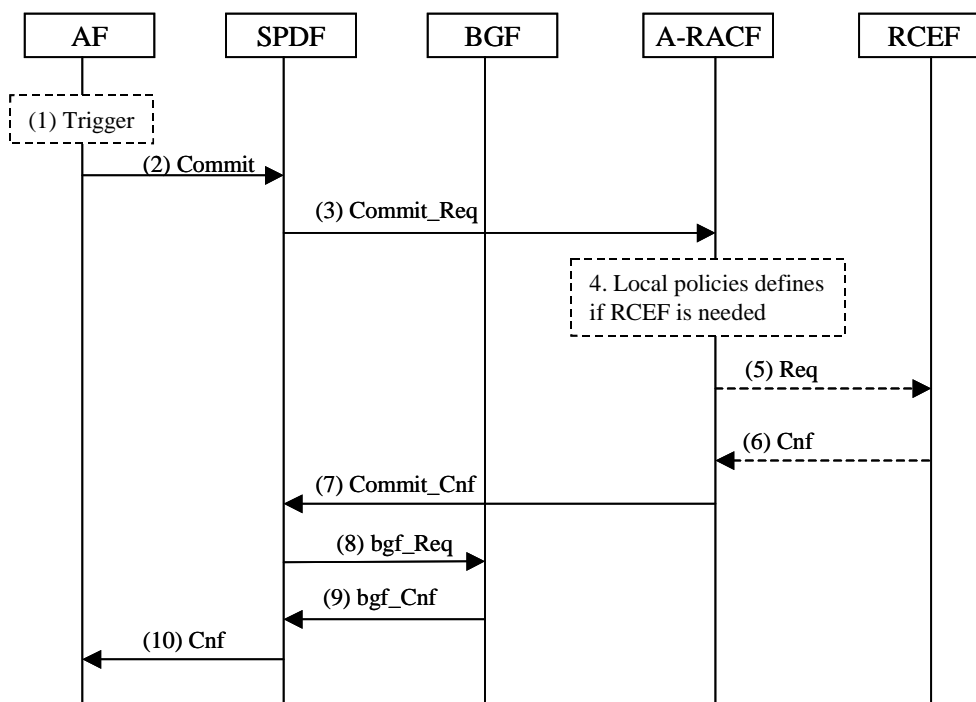 AF
SPDF
BGF
A-RACF
RCEF
(1) Trigger
(2) Commit
(3) Commit_Req
4. Local policies defines
if RCEF is needed
(5) Req
(6) Cnf
(7) Commit_Cnf
(8) bgf_Req
(9) bgf_Cnf
(10) Cnf